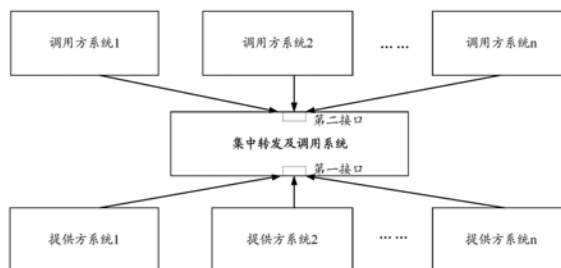 调用方系统1 调用方系统2 …… 调用方系统n
第二接口
集中转发及调用系统
第一接口
提供方系统1 提供方系统2 …… 提供方系统n